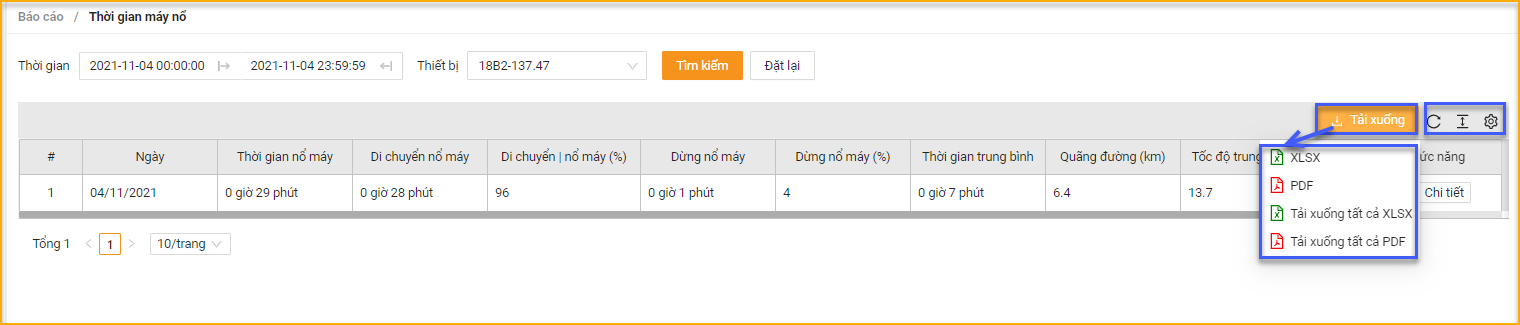 Báo cáo / Thời gian máy nổ
Thời gian 2021-11-04 00:00:00 2021-11-04 23:59:59 Thiết bị 18B2-137.47 Tìm kiếm Đặt lại
Tải xuống
# Ngày Thời gian nổ máy Di chuyển nổ máy Di chuyển | nổ máy (%) Dừng nổ máy Dừng nổ máy (%) Thời gian trung bình Quãng đường (km) Tốc độ trung ức năng
1 04/11/2021 0 giờ 29 phút 0 giờ 28 phút 96 0 giờ 1 phút 4 0 giờ 7 phút 6.4 13.7 Chi tiết
XLSX
PDF
Tải xuống tất cả XLSX
Tải xuống tất cả PDF
Tổng 1 < 1 > 10/trang